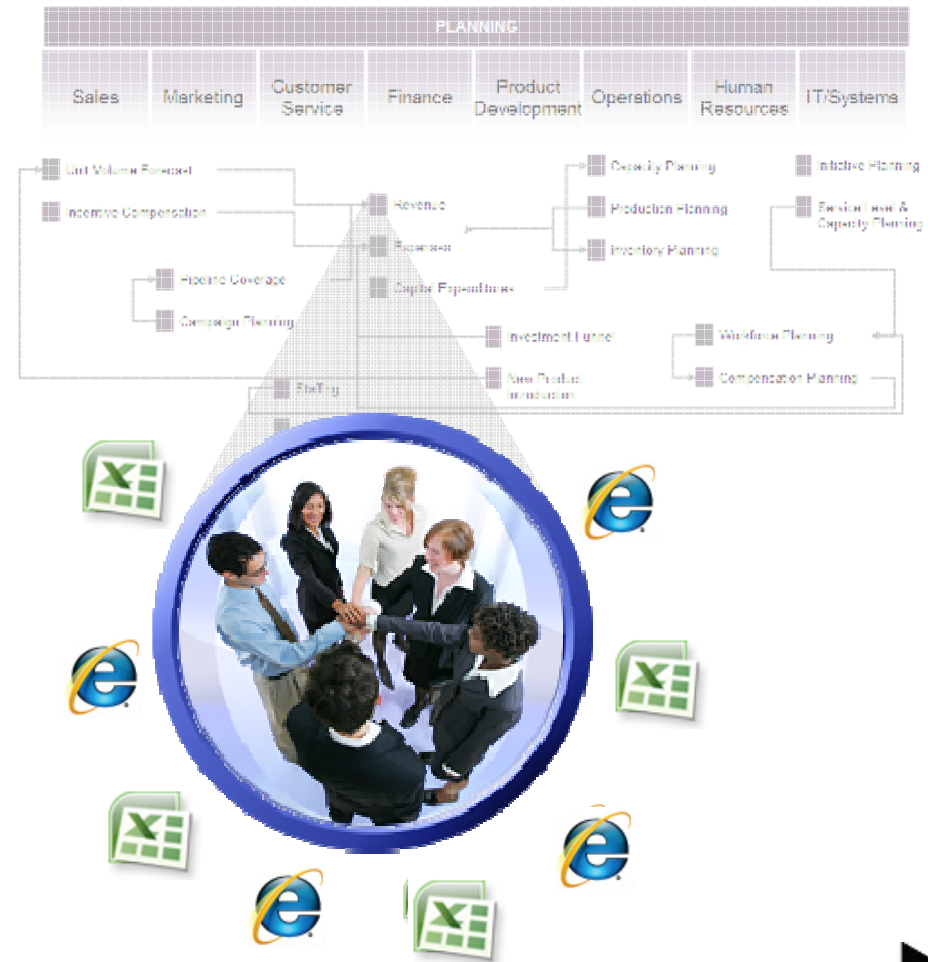 PLANNING
Sales
Marketing
Customer
Service
Finance
Product
Development
Operations
Human
Resources
IT/Systems
Unit Volume Forecast
Incentive Compensation
Pipeline Coverage
Campaign Planning
Staffing
Revenue
Expenses
Capital Expenditures
Investment Funnel
New Product
Introduction
Capacity Planning
Production Planning
Inventory Planning
Workforce Planning
Compensation Planning
Initiative Planning
Service Level &
Capacity Planning